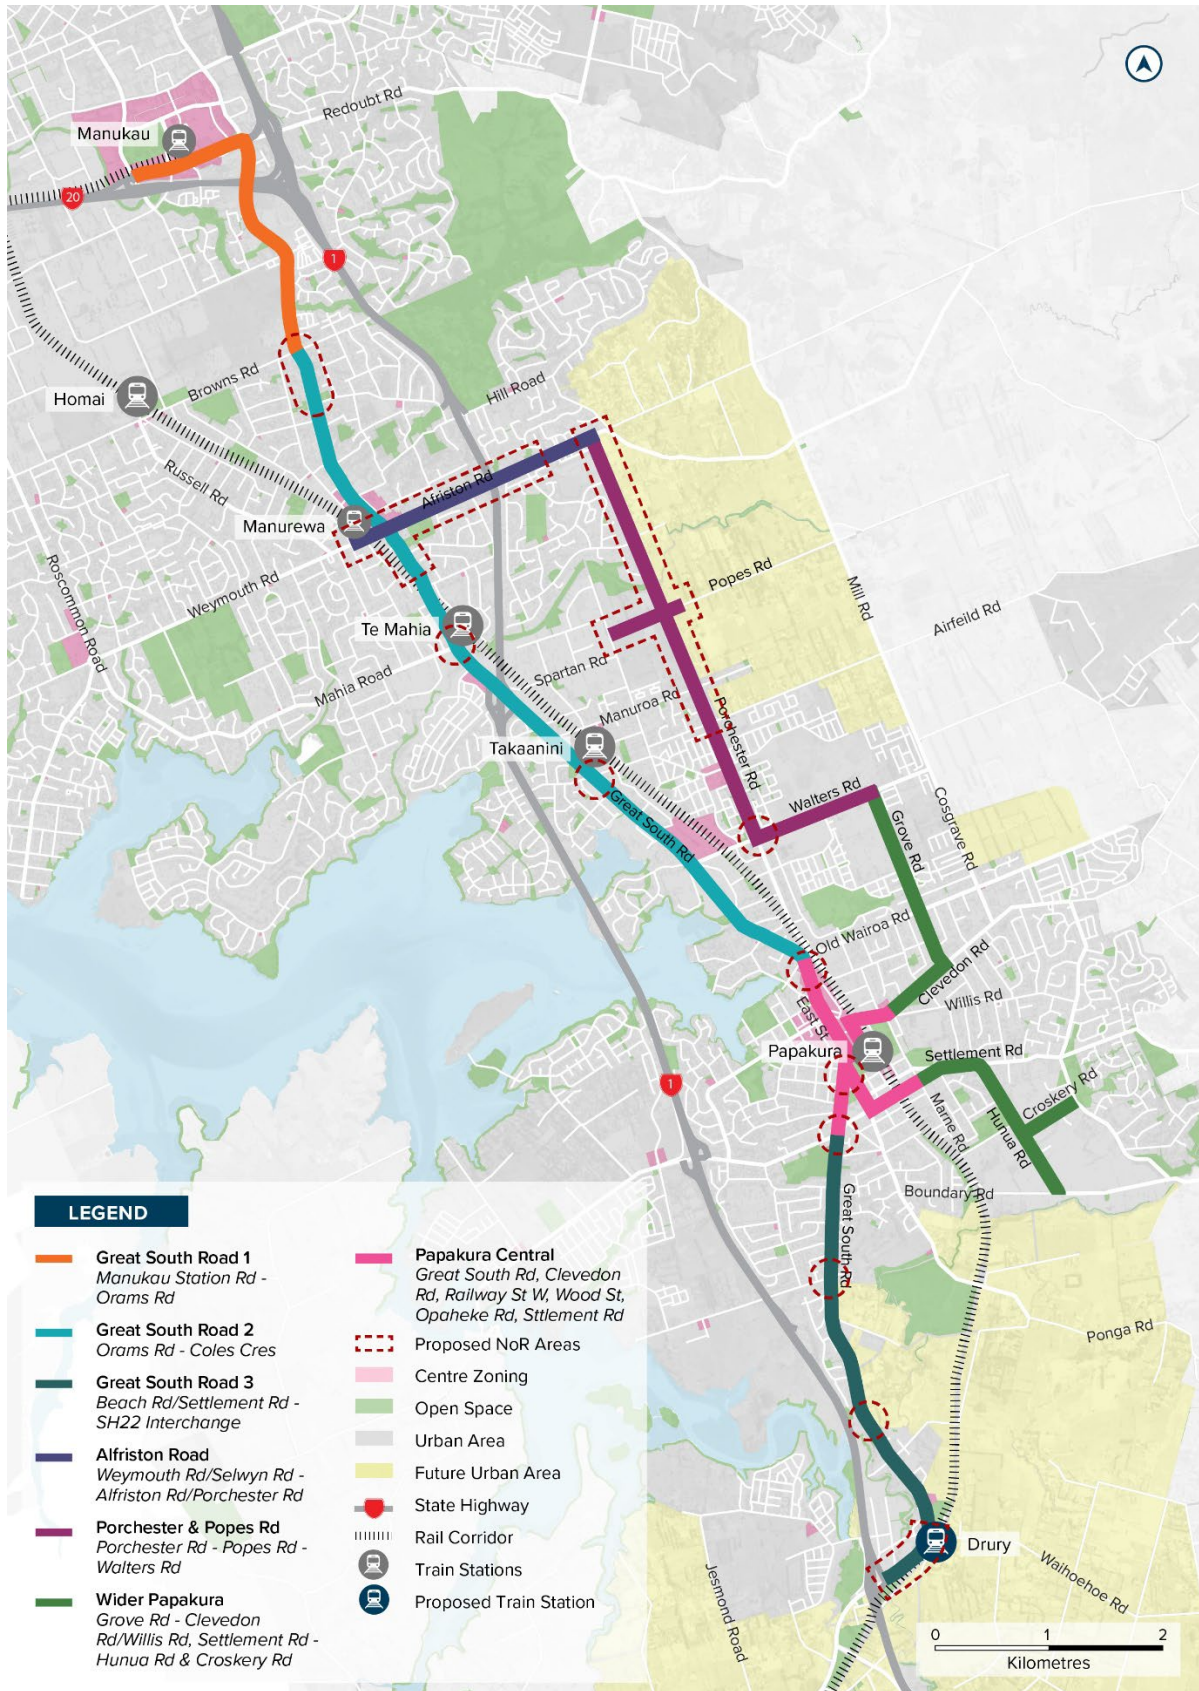 Redoubt Rd
Manukau
20
1
Homai
Browns Rd
Hill Road
Russell Rd
Afriston Rd
Manurewa
Roscommon Road
Weymouth Rd
Popes Rd
Mill Rd
Airfeild Rd
Te Mahia
Spartan Rd
Mahia Road
Manuroa Rd
Porchester Rd
Takaanini
Great South Rd
Walters Rd
Grove Rd
Cosgrave Rd
Old Wairoa Rd
Clevedon Rd
Willis Rd
East St
Papakura
Settlement Rd
1
Croskery Rd
Marne Rd
Hunua Rd
Boundary Rd
Great South Rd
Ponga Rd
Drury
Waihoehoe Rd
Jesmond Road
LEGEND
Great South Road 1
Manukau Station Rd -
Orams Rd
Great South Road 2
Orams Rd - Coles Cres
Great South Road 3
Beach Rd/Settlement Rd -
SH22 Interchange
Alfriston Road
Weymouth Rd/Selwyn Rd -
Alfriston Rd/Porchester Rd
Porchester & Popes Rd
Porchester Rd - Popes Rd -
Walters Rd
Wider Papakura
Grove Rd - Clevedon
Rd/Willis Rd, Settlement Rd -
Hunua Rd & Croskery Rd
Papakura Central
Great South Rd, Clevedon
Rd, Railway St W, Wood St,
Opaheke Rd, Sttlement Rd
Proposed NoR Areas
Centre Zoning
Open Space
Urban Area
Future Urban Area
State Highway
Rail Corridor
Train Stations
Proposed Train Station
0 1 2
Kilometres